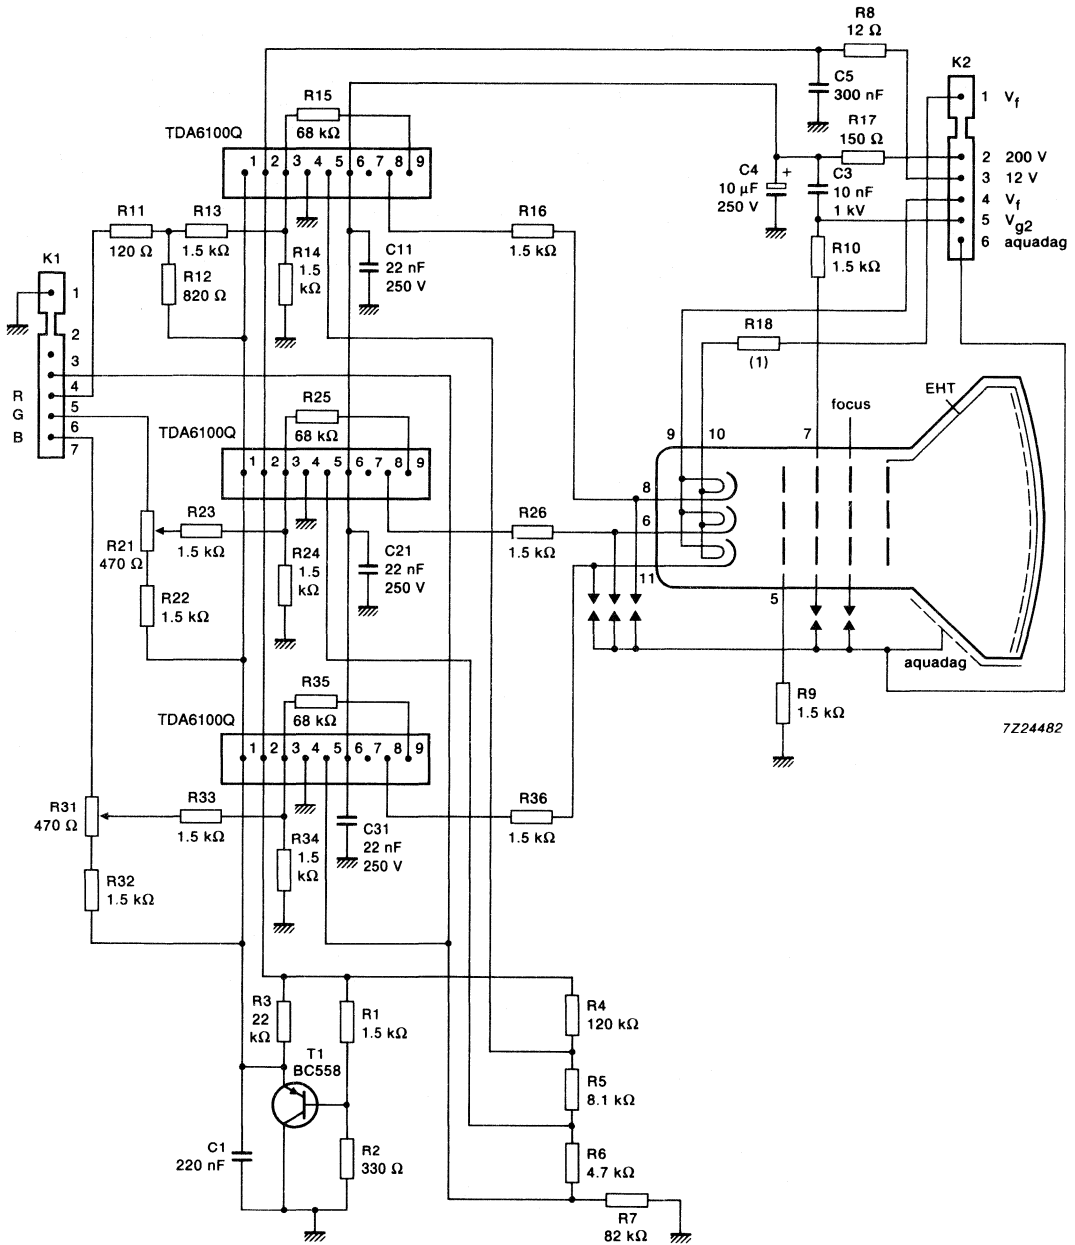 R8
12 Ω
K2
C5
300 nF
1 Vf
R15
68 kΩ
R17
150 Ω
TDA6100Q
1 2 3 4 5 6 7 8 9
C4
10 µF
250 V
+
C3
10 nF
1 kV
2 200 V
3 12 V
4 Vf
5 Vg2
6 aquadag
R11
120 Ω
R13
1.5 kΩ
R16
1.5 kΩ
R12
820 Ω
R14
1.5
kΩ
C11
22 nF
250 V
R10
1.5 kΩ
K1
1
2
3
R 4
G 5
B 6
7
R18
(1)
R25
68 kΩ
TDA6100Q
1 2 3 4 5 6 7 8 9
EHT
focus
9 10 7
8
6
11
5
R23
1.5 kΩ
R26
1.5 kΩ
R21
470 Ω
R24
1.5
kΩ
C21
22 nF
250 V
R22
1.5 kΩ
aquadag
R9
1.5 kΩ
7Z24482
R35
68 kΩ
TDA6100Q
1 2 3 4 5 6 7 8 9
R31
470 Ω
R33
1.5 kΩ
R36
1.5 kΩ
R34
1.5
kΩ
C31
22 nF
250 V
R32
1.5 kΩ
R3
22
kΩ
R1
1.5 kΩ
R4
120 kΩ
T1
BC558
R5
8.1 kΩ
C1
220 nF
R2
330 Ω
R6
4.7 kΩ
R7
82 kΩ